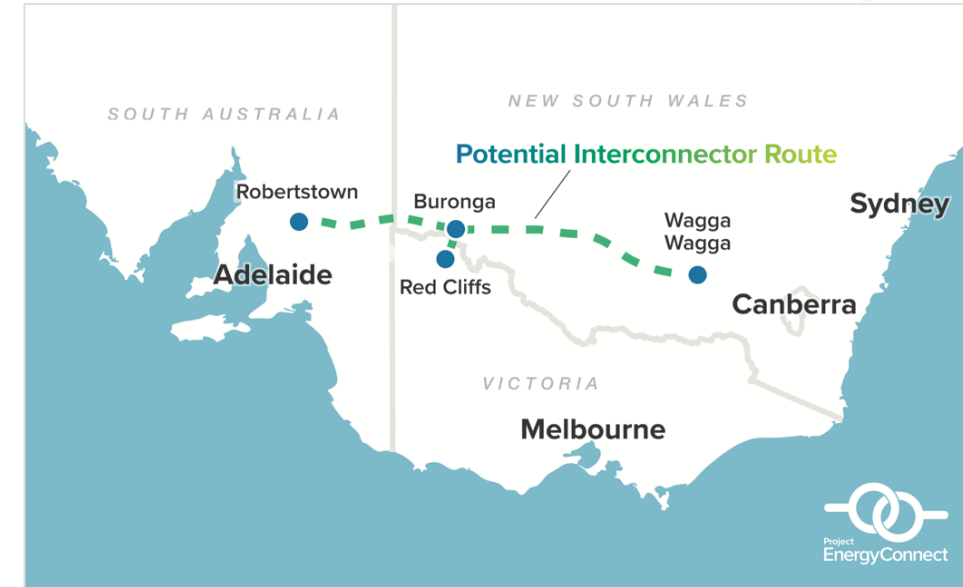 SOUTH AUSTRALIA
NEW SOUTH WALES
Potential Interconnector Route
Robertstown
Buronga
Sydney
Wagga
Wagga
Adelaide
Red Cliffs
Canberra
VICTORIA
Melbourne
Project
EnergyConnect